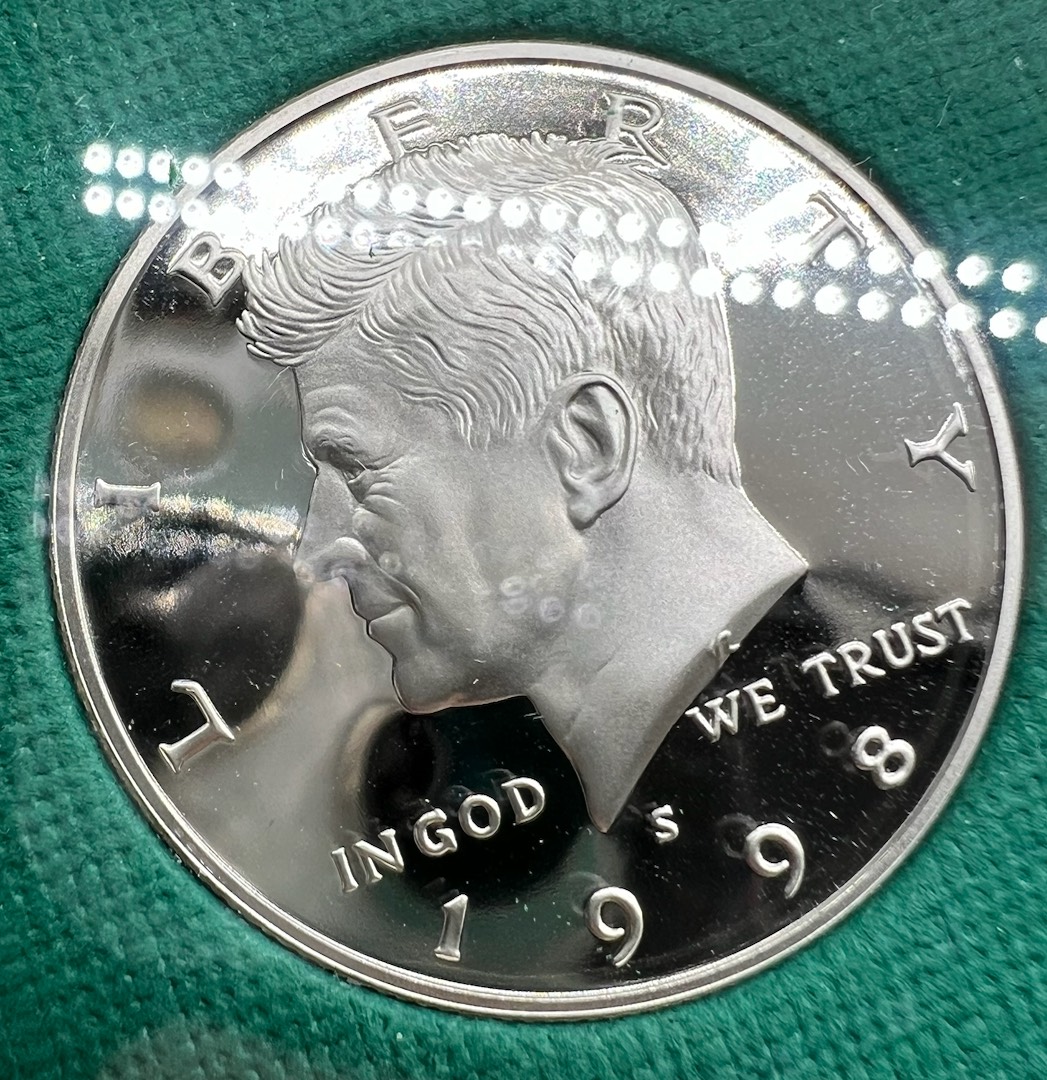 LIBERTY
IN GOD WE TRUST
S
1998